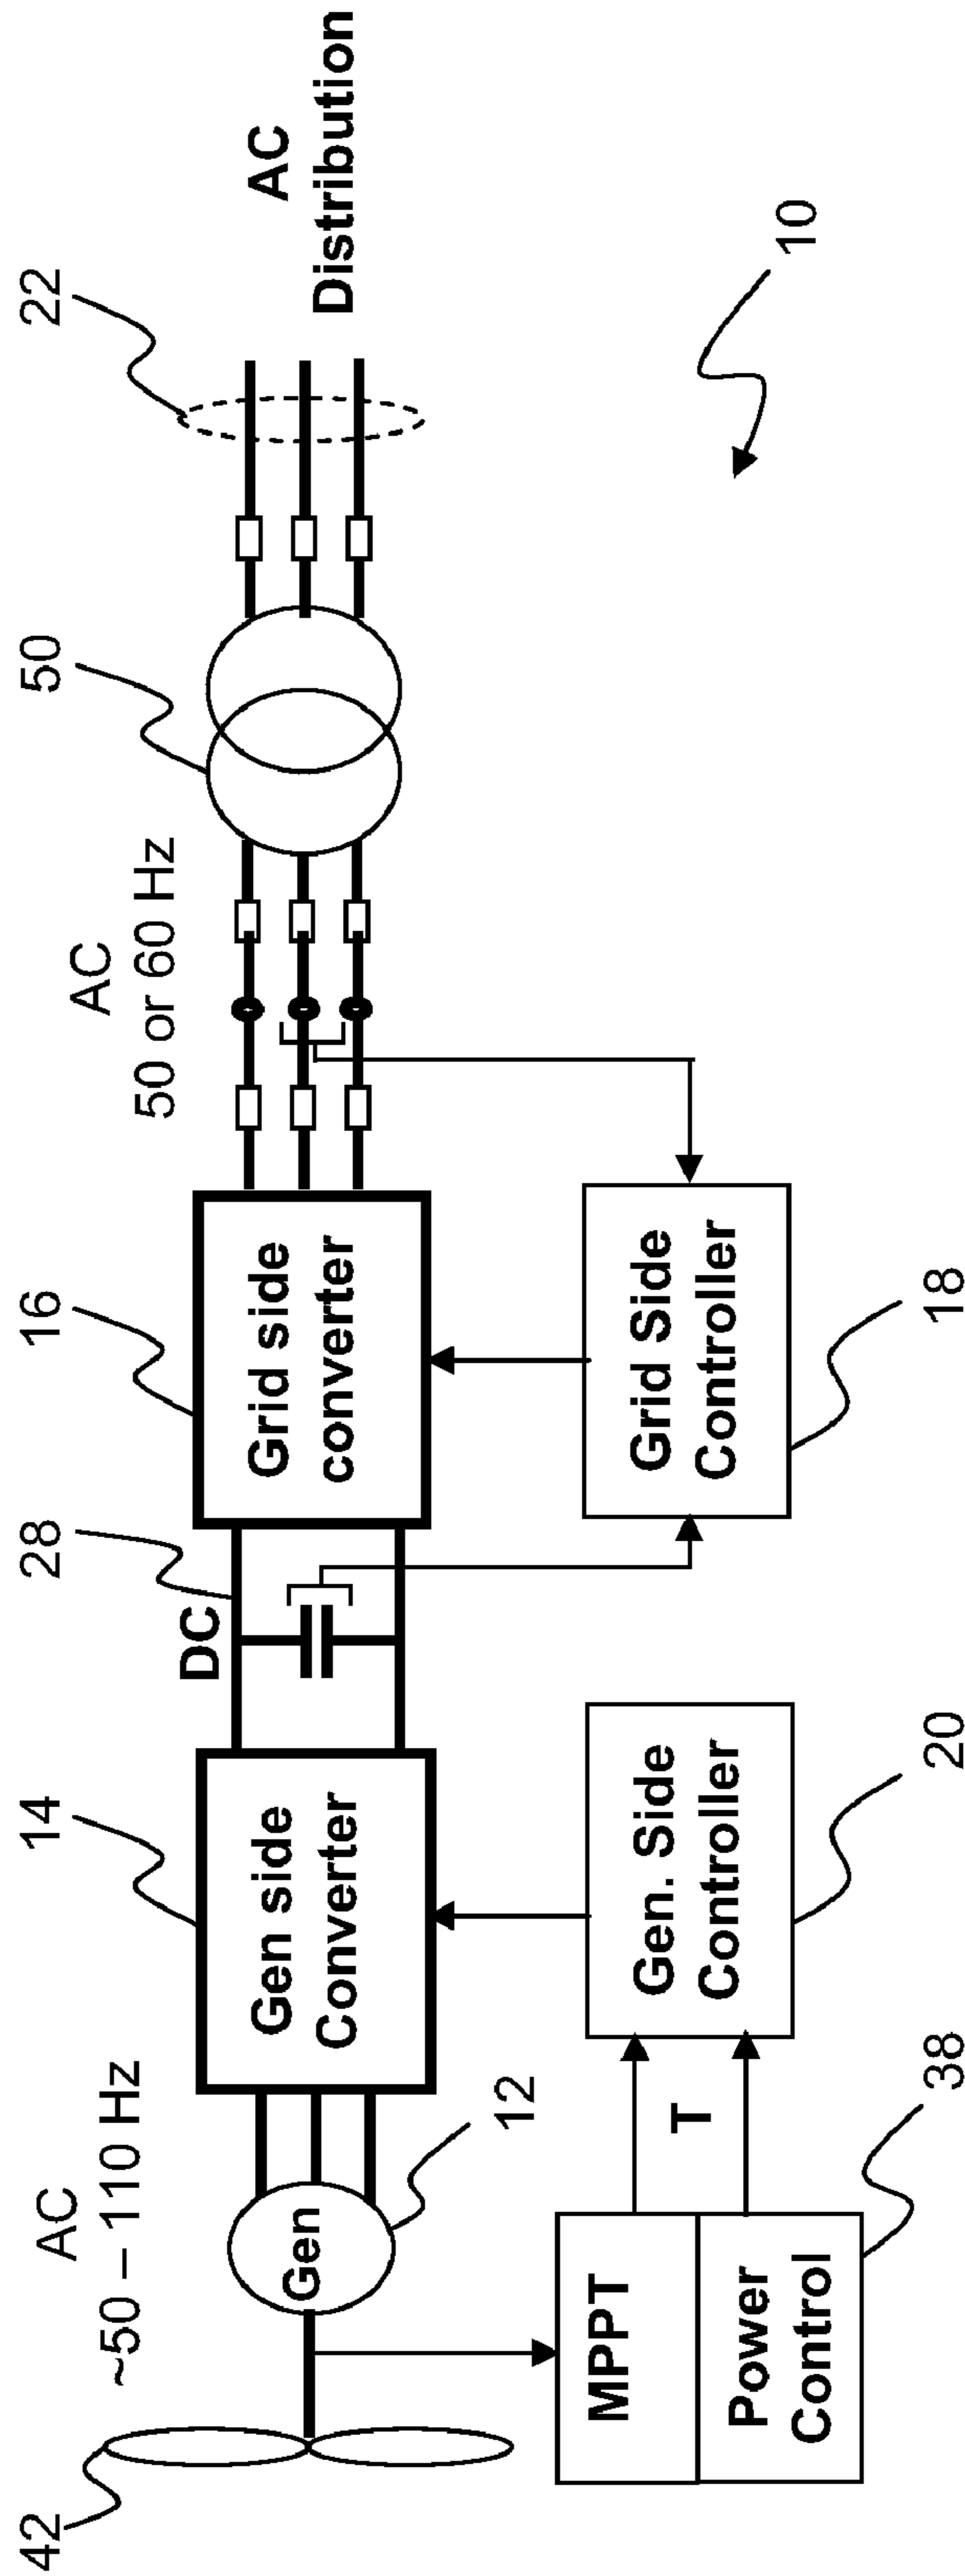 42
AC
~50 – 110 Hz
14
DC
28
16
AC
50 or 60 Hz
50
22
AC
Distribution
Gen
12
Gen side
Converter
Grid side
converter
MPPT
Power
Control
38
T
Gen. Side
Controller
20
Grid Side
Controller
18
10